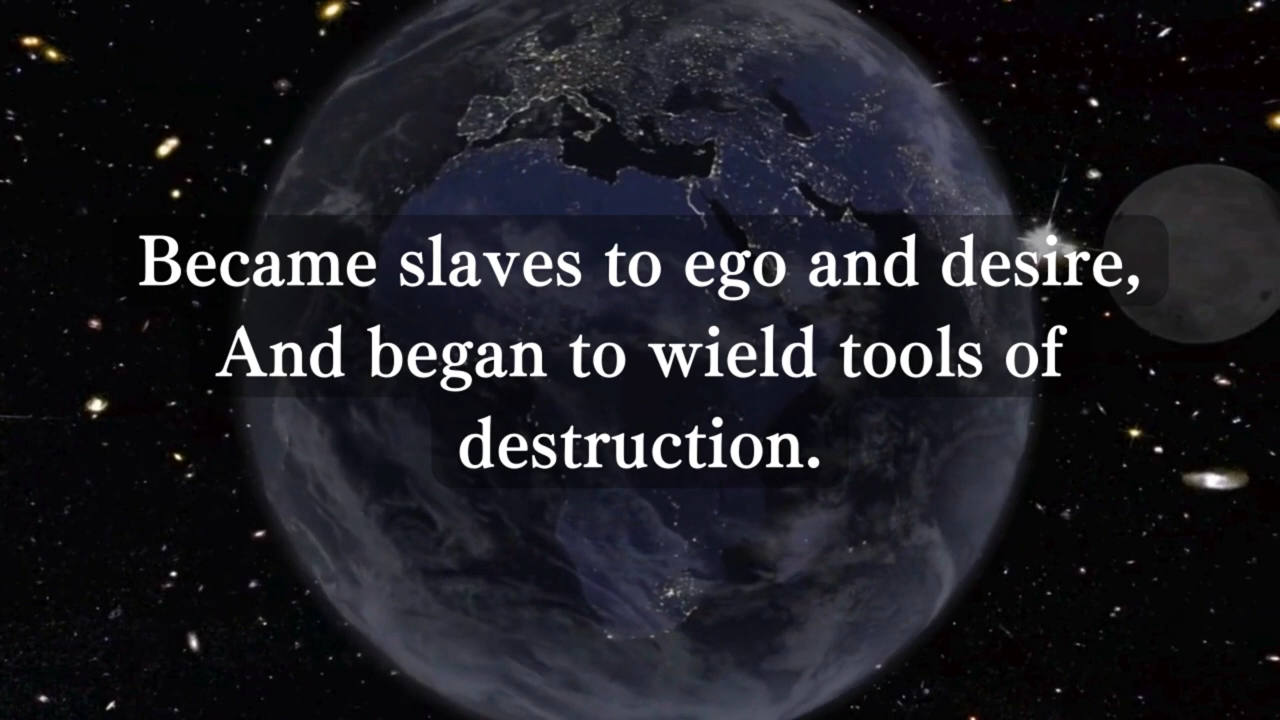 Became slaves to ego and desire,
And began to wield tools of
destruction.